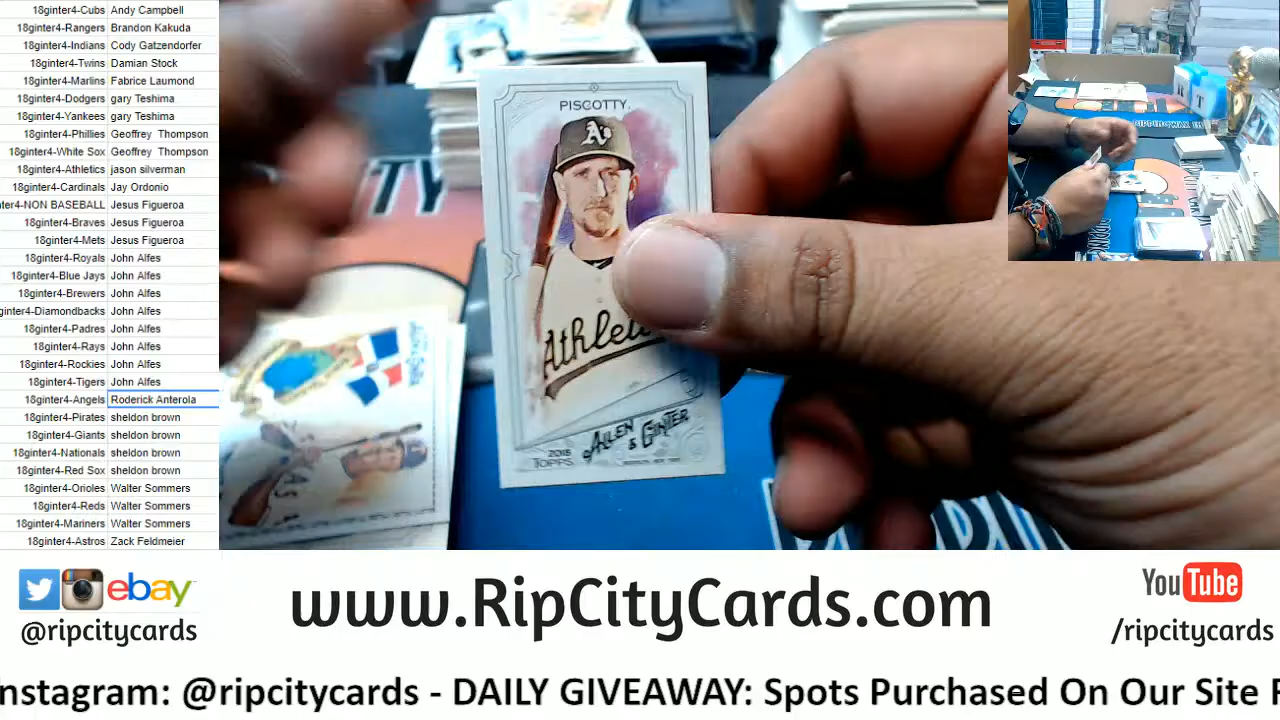 18ginter4-Cubs Andy Campbell
18ginter4-Rangers Brandon Kakuda
18ginter4-Indians Cody Gatzendorfer
18ginter4-Twins Damian Stock
18ginter4-Marlins Fabrice Laumond
18ginter4-Dodgers gary Teshima
18ginter4-Yankees gary Teshima
18ginter4-Phillies Geoffrey Thompson
18ginter4-White Sox Geoffrey Thompson
18ginter4-Athletics jason silverman
18ginter4-Cardinals Jay Ordonio
nter4-NON BASEBALL Jesus Figueroa
18ginter4-Braves Jesus Figueroa
18ginter4-Mets Jesus Figueroa
18ginter4-Royals John Alfes
18ginter4-Blue Jays John Alfes
18ginter4-Brewers John Alfes
ginter4-Diamondbacks John Alfes
18ginter4-Padres John Alfes
18ginter4-Rays John Alfes
18ginter4-Rockies John Alfes
18ginter4-Tigers John Alfes
18ginter4-Angels Roderick Anterola
18ginter4-Pirates sheldon brown
18ginter4-Giants sheldon brown
18ginter4-Nationals sheldon brown
18ginter4-Red Sox sheldon brown
18ginter4-Orioles Walter Sommers
18ginter4-Reds Walter Sommers
18ginter4-Mariners Walter Sommers
18ginter4-Astros Zack Feldmeier
PISCOTTY
A's
Athletic
2018
TOPPS
ALLEN
& GINTER
TY
ebay
@ripcitycards
www.RipCityCards.com
YouTube
/ripcitycards
nstagram: @ripcitycards - DAILY GIVEAWAY: Spots Purchased On Our Site F